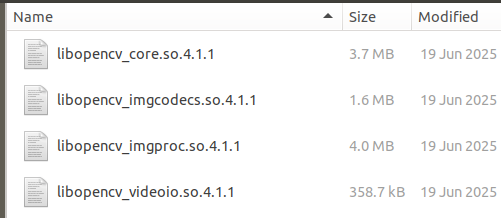 Name Size Modified
libopencv_core.so.4.1.1 3.7 MB 19 Jun 2025
libopencv_imgcodecs.so.4.1.1 1.6 MB 19 Jun 2025
libopencv_imgproc.so.4.1.1 4.0 MB 19 Jun 2025
libopencv_videoio.so.4.1.1 358.7 kB 19 Jun 2025